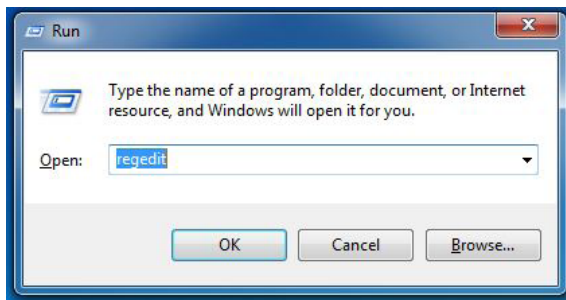 Run
Type the name of a program, folder, document, or Internet
resource, and Windows will open it for you.
Open: regedit
OK Cancel Browse...